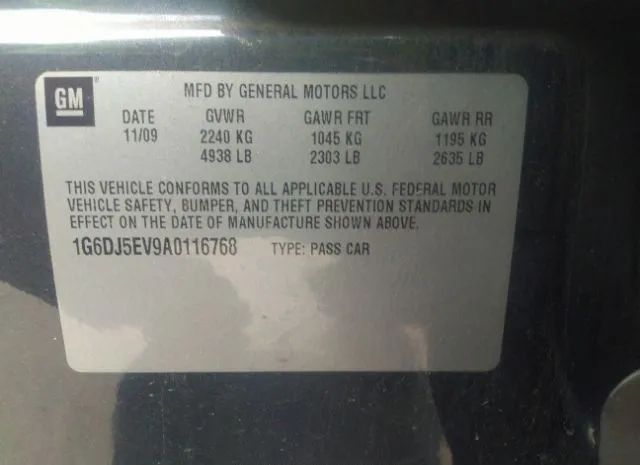 GM
MFD BY GENERAL MOTORS LLC
DATE GVWR GAWR FRT GAWR RR
11/09 2240 KG 1045 KG 1195 KG
4938 LB 2303 LB 2635 LB
THIS VEHICLE CONFORMS TO ALL APPLICABLE U.S. FEDERAL MOTOR
VEHICLE SAFETY, BUMPER, AND THEFT PREVENTION STANDARDS IN
EFFECT ON THE DATE OF MANUFACTURE SHOWN ABOVE.
1G6DJ5EV9A0116768 TYPE: PASS CAR